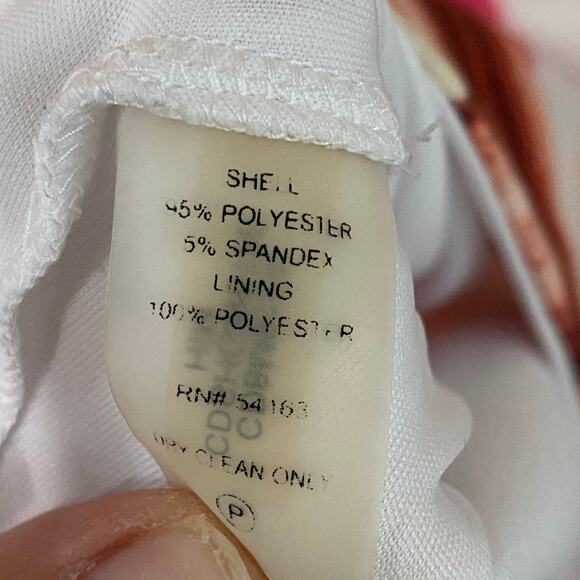 SHELL
95% POLYESTER
5% SPANDEX
LINING
100% POLYESTER
RN# 54163
DRY CLEAN ONLY
P